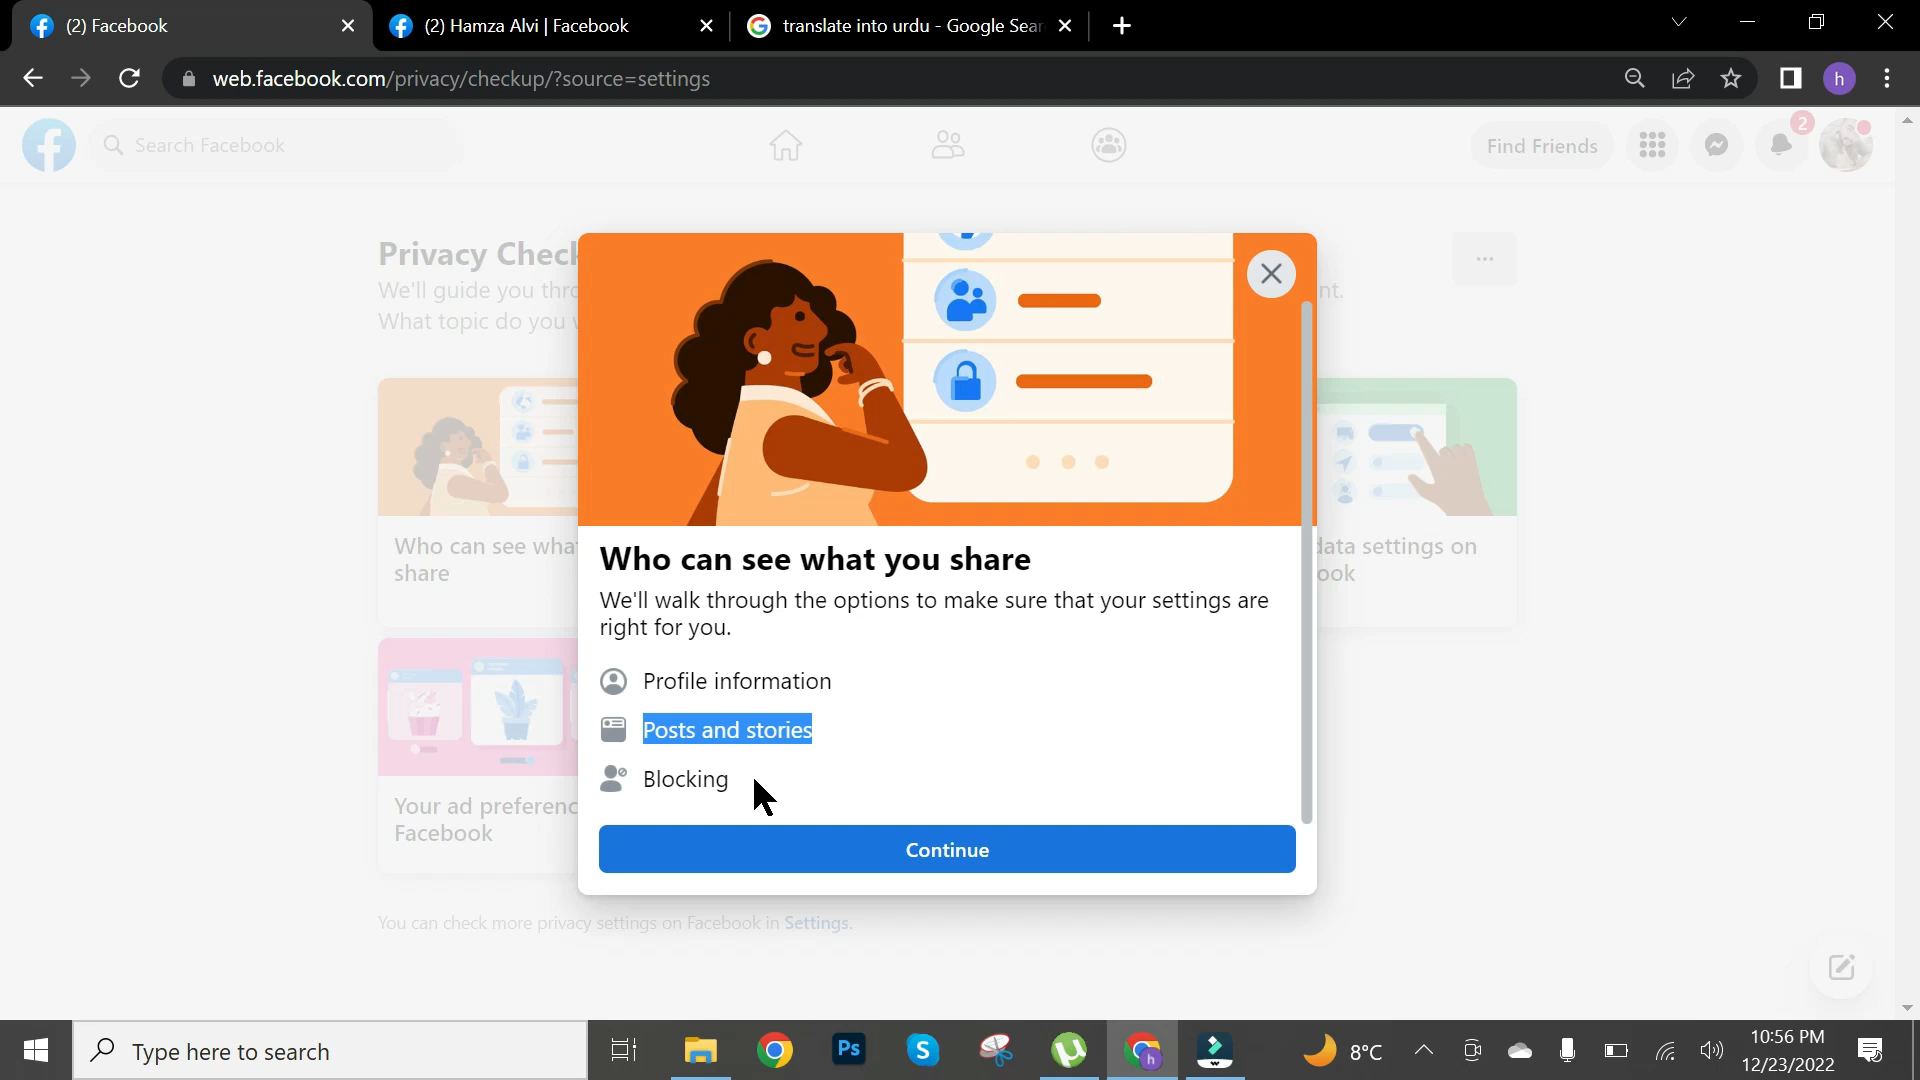 (2) Facebook
(2) Hamza Alvi | Facebook
translate into urdu - Google Sear
web.facebook.com/privacy/checkup/?source=settings
h
Search Facebook
Find Friends
2
Privacy Check
We'll guide you thro
nt.
What topic do you w
Who can see what
share
data settings on
ook
Who can see what you share
We'll walk through the options to make sure that your settings are
right for you.
Profile information
Posts and stories
Blocking
Continue
Your ad preferenc
Facebook
You can check more privacy settings on Facebook in Settings.
Type here to search
Ps
S
h
8°C
10:56 PM
12/23/2022